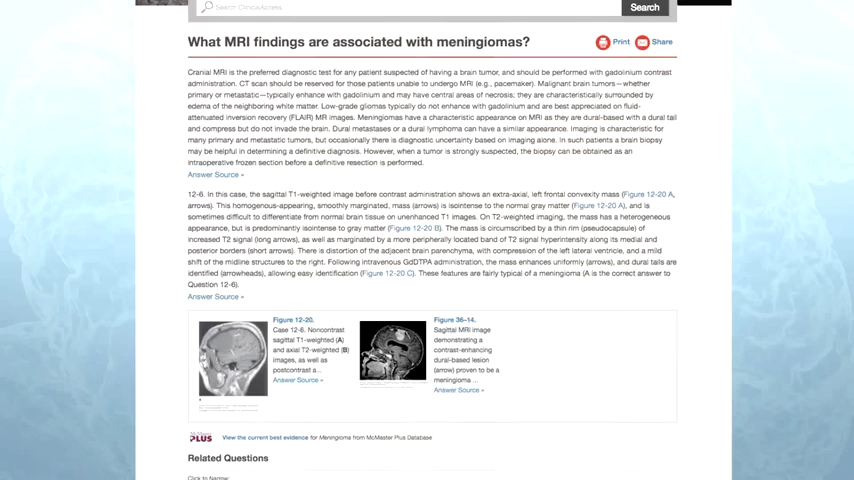 Search ClinicalAccess
Search
What MRI findings are associated with meningiomas?
Print
Share
Cranial MRI is the preferred diagnostic test for any patient suspected of having a brain tumor, and should be performed with gadolinium contrast
administration. CT scan should be reserved for those patients unable to undergo MRI (e.g., pacemaker). Malignant brain tumors—whether
primary or metastatic—typically enhance with gadolinium and may have central areas of necrosis; they are characteristically surrounded by
edema of the neighboring white matter. Low-grade gliomas typically do not enhance with gadolinium and are best appreciated on fluid-
attenuated inversion recovery (FLAIR) MR images. Meningiomas have a characteristic appearance on MRI as they are dural-based with a dural tail
and compress but do not invade the brain. Dural metastases or a dural lymphoma can have a similar appearance. Imaging is characteristic for
many primary and metastatic tumors, but occasionally there is diagnostic uncertainty based on imaging alone. In such patients a brain biopsy
may be helpful in determining a definitive diagnosis. However, when a tumor is strongly suspected, the biopsy can be obtained as an
intraoperative frozen section before a definitive resection is performed.
Answer Source »
12-6. In this case, the sagittal T1-weighted image before contrast administration shows an extra-axial, left frontal convexity mass (Figure 12-20 A,
arrows). This homogenous-appearing, smoothly marginated, mass (arrows) is isointense to the normal gray matter (Figure 12-20 A), and is
sometimes difficult to differentiate from normal brain tissue on unenhanced T1 images. On T2-weighted imaging, the mass has a heterogeneous
appearance, but is predominantly isointense to gray matter (Figure 12-20 B). The mass is circumscribed by a thin rim (pseudocapsule) of
increased T2 signal (long arrows), as well as marginated by a more peripherally located band of T2 signal hyperintensity along its medial and
posterior borders (short arrows). There is distortion of the adjacent brain parenchyma, with compression of the left lateral ventricle, and a mild
shift of the midline structures to the right. Following intravenous GdDTPA administration, the mass enhances uniformly (arrows), and dural tails are
identified (arrowheads), allowing easy identification (Figure 12-20 C). These features are fairly typical of a meningioma (A is the correct answer to
Question 12-6).
Answer Source »
Figure 12-20.
Case 12-6. Noncontrast
sagittal T1-weighted (A)
and axial T2-weighted (B)
images, as well as
postcontrast a...
Answer Source »
Figure 36–14.
Sagittal MRI image
demonstrating a
contrast-enhancing
dural-based lesion
(arrow) proven to be a
meningioma ...
Answer Source »
McMaster
PLUS
View the current best evidence for Meningioma from McMaster Plus Database
Related Questions
Click to Narrow: